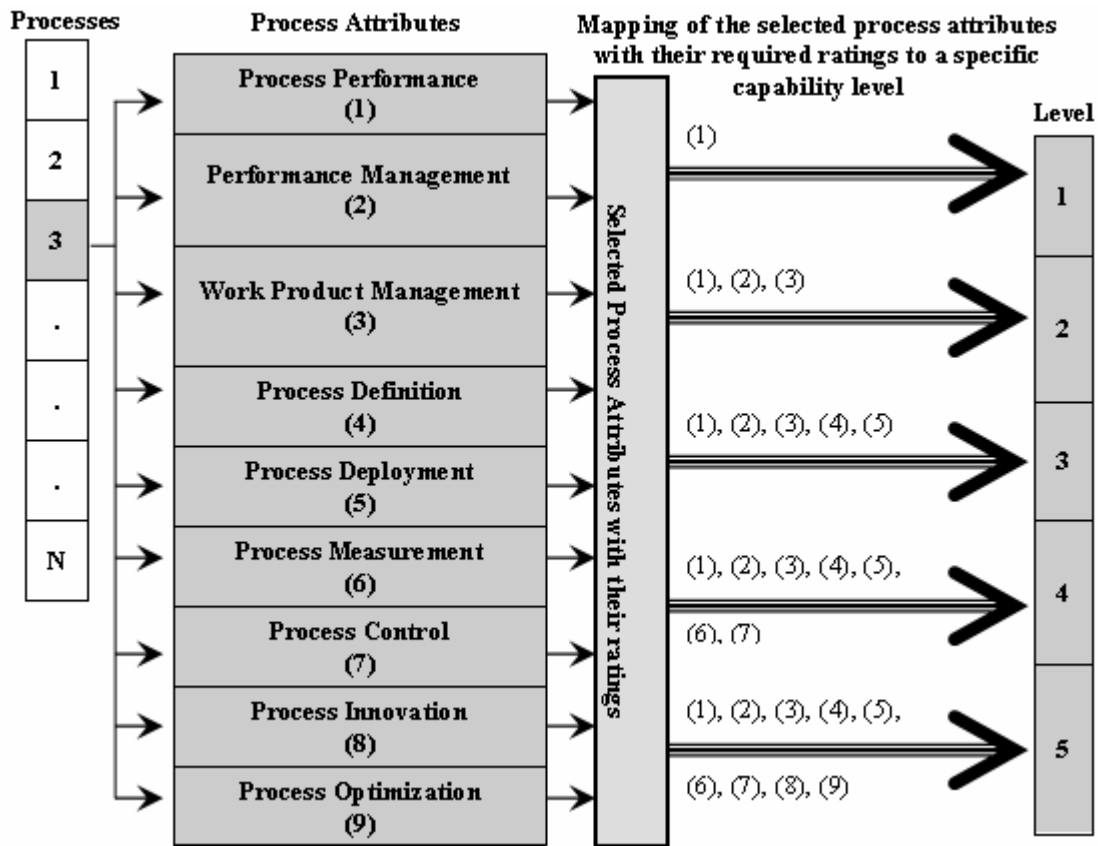 Processes
1
2
3
.
.
.
N
Process Attributes
Process Performance
(1)
Performance Management
(2)
Work Product Management
(3)
Process Definition
(4)
Process Deployment
(5)
Process Measurement
(6)
Process Control
(7)
Process Innovation
(8)
Process Optimization
(9)
Selected Process Attributes with their ratings
Mapping of the selected process attributes
with their required ratings to a specific
capability level
(1)
(1), (2), (3)
(1), (2), (3), (4), (5)
(1), (2), (3), (4), (5),
(6), (7)
(1), (2), (3), (4), (5),
(6), (7), (8), (9)
Level
1
2
3
4
5